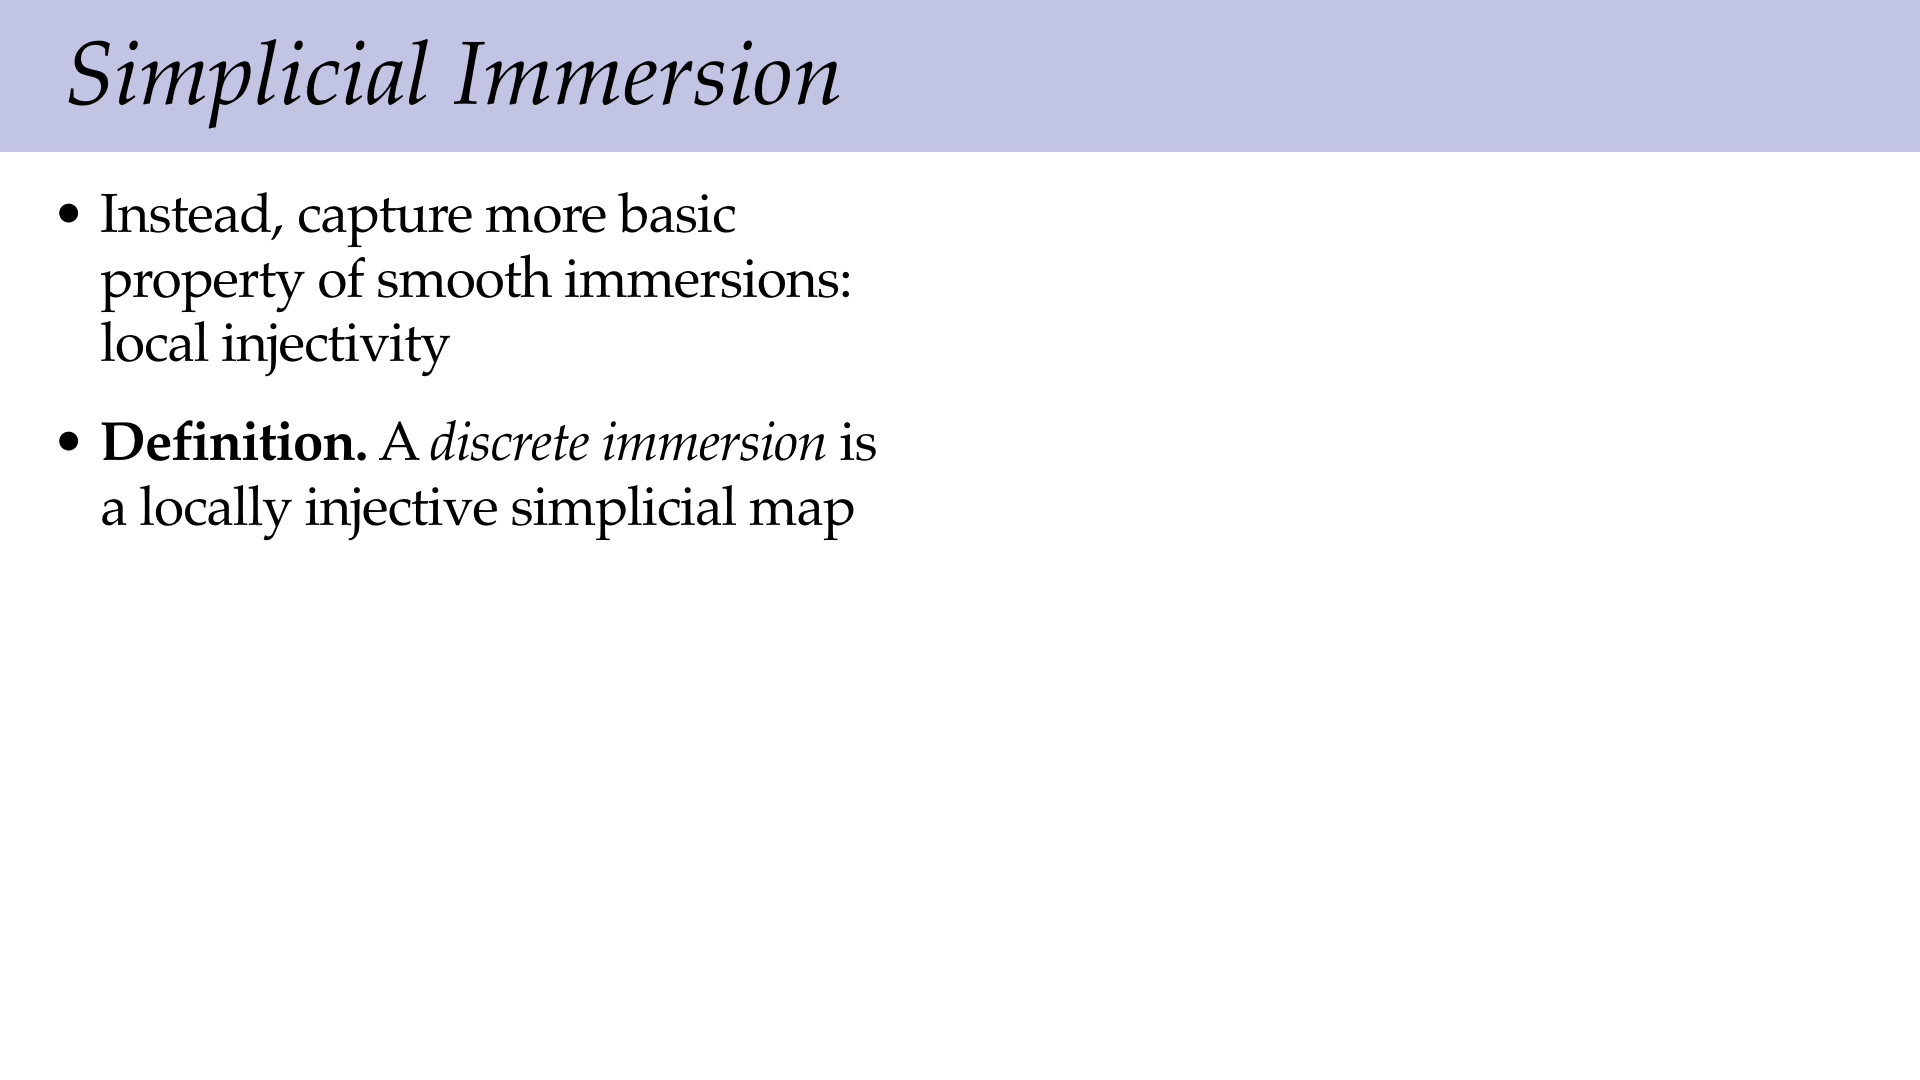 Simplicial Immersion
• Instead, capture more basic
property of smooth immersions:
local injectivity
• Definition. A discrete immersion is
a locally injective simplicial map